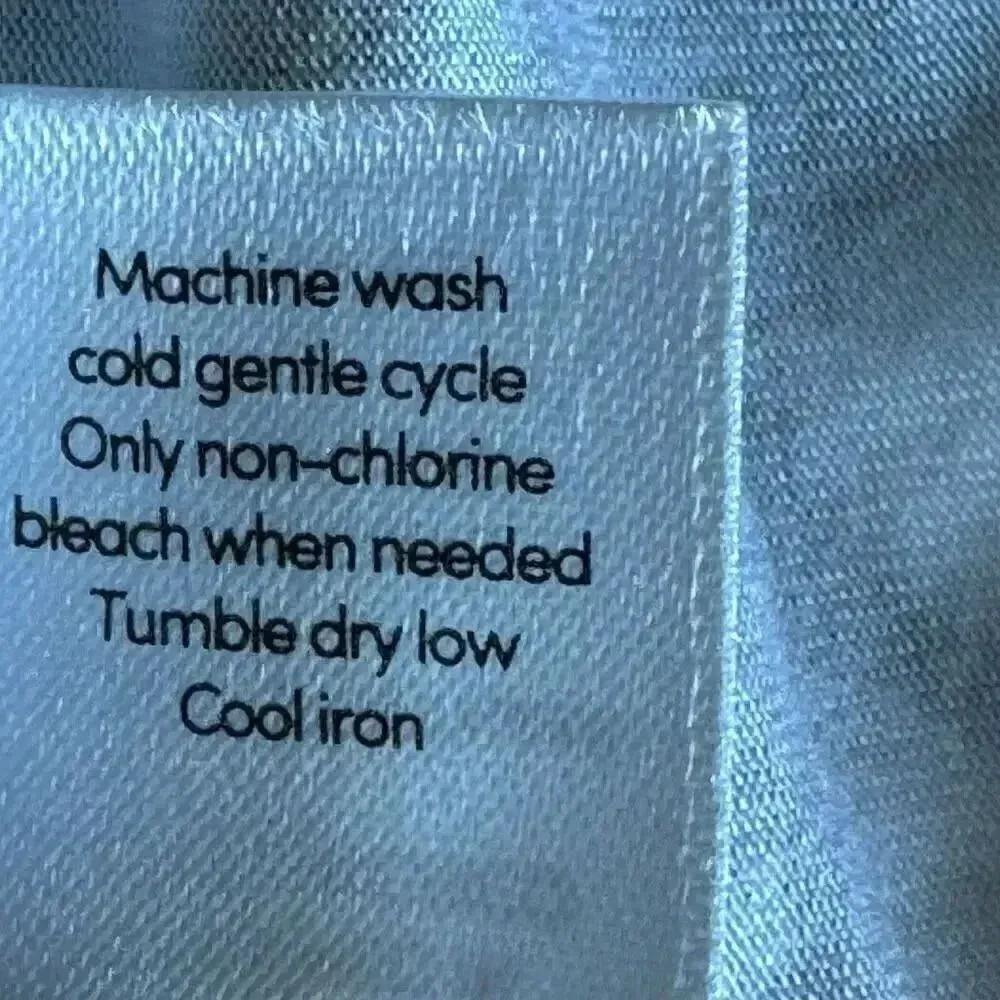 Machine wash
cold gentle cycle
Only non-chlorine
bleach when needed
Tumble dry low
Cool iron